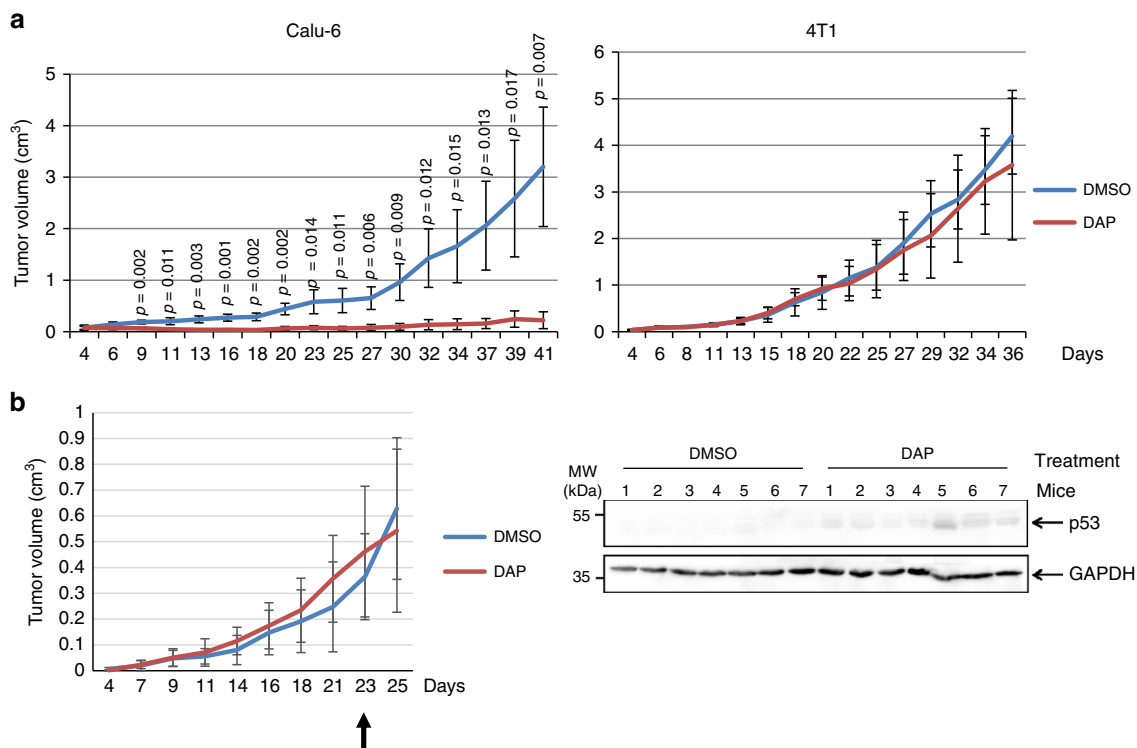 a
Calu-6
Tumor volume (cm³)
5
4
3
2
1
0
p = 0.002
p = 0.011
p = 0.003
p = 0.001
p = 0.002
p = 0.002
p = 0.014
p = 0.011
p = 0.006
p = 0.009
p = 0.012
p = 0.015
p = 0.013
p = 0.017
p = 0.007
4 6 9 11 13 16 18 20 23 25 27 30 32 34 37 39 41
4T1
6
5
4
3
2
1
0
4 6 8 11 13 15 18 20 22 25 27 29 32 34 36 Days
DMSO
DAP
b
Tumor volume (cm³)
1
0.9
0.8
0.7
0.6
0.5
0.4
0.3
0.2
0.1
0
4 7 9 11 14 16 18 21 23 25 Days
DMSO
DAP
DMSO DAP Treatment
MW
(kDa)
1 2 3 4 5 6 7 1 2 3 4 5 6 7 Mice
55 p53
35 GAPDH